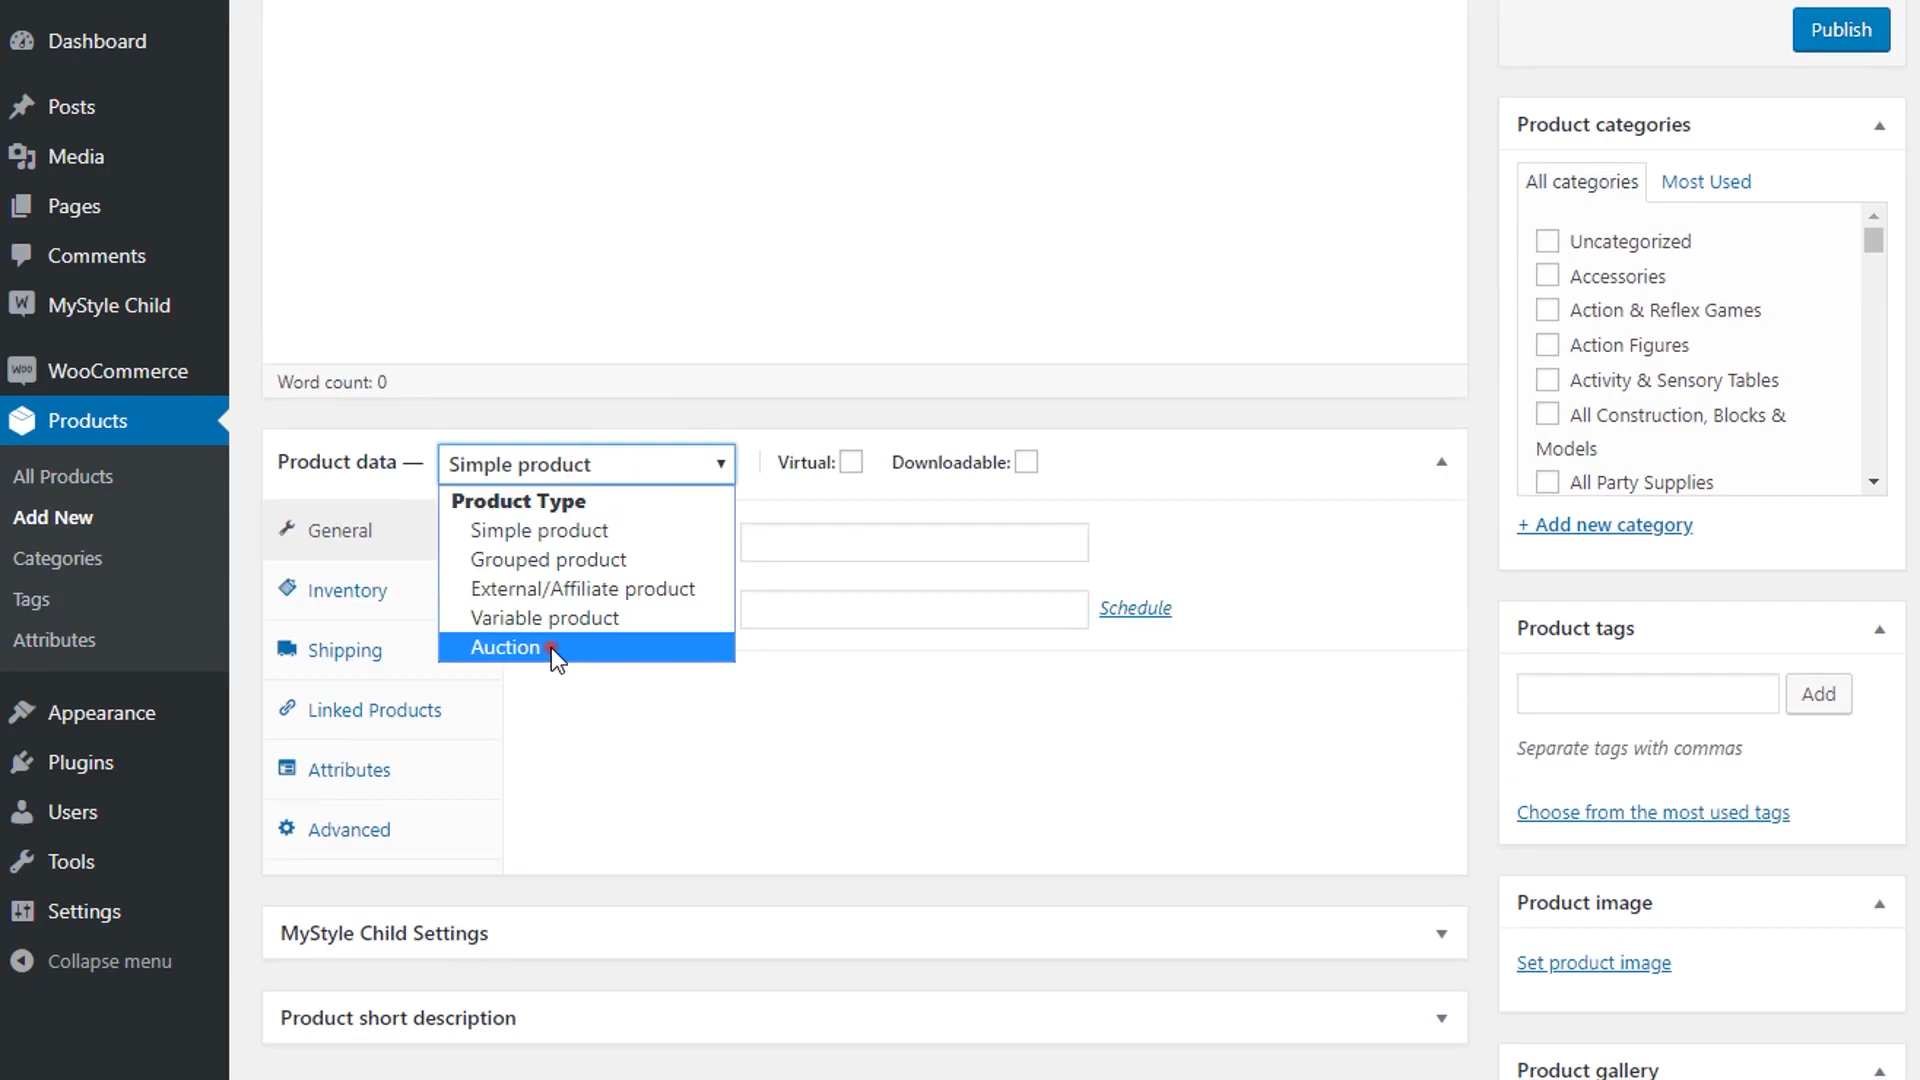 Dashboard
Posts
Media
Pages
Comments
MyStyle Child
WooCommerce
Products
All Products
Add New
Categories
Tags
Attributes
Appearance
Plugins
Users
Tools
Settings
Collapse menu
Word count: 0
Product data — Simple product Virtual: Downloadable:
Product Type
Simple product
Grouped product
External/Affiliate product
Variable product
Auction
General
Inventory
Shipping
Linked Products
Attributes
Advanced
Schedule
MyStyle Child Settings
Product short description
Publish
Product categories
All categories Most Used
Uncategorized
Accessories
Action & Reflex Games
Action Figures
Activity & Sensory Tables
All Construction, Blocks &
Models
All Party Supplies
+ Add new category
Product tags
Add
Separate tags with commas
Choose from the most used tags
Product image
Set product image
Product gallery